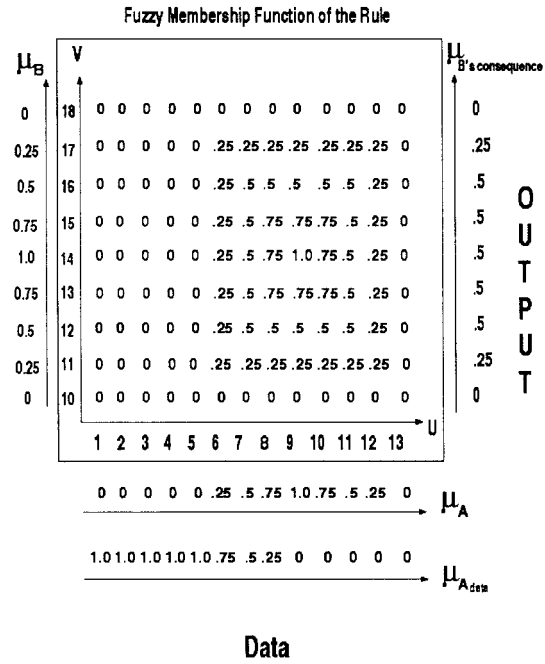 Fuzzy Membership Function of the Rule
μB V μB's consequence
0 18 0 0 0 0 0 0 0 0 0 0 0 0 0 0
0.25 17 0 0 0 0 0 .25 .25 .25 .25 .25 .25 .25 0 .25
0.5 16 0 0 0 0 0 .25 .5 .5 .5 .5 .5 .25 0 .5
0.75 15 0 0 0 0 0 .25 .5 .75 .75 .75 .5 .25 0 .5
1.0 14 0 0 0 0 0 .25 .5 .75 1.0 .75 .5 .25 0 .5
0.75 13 0 0 0 0 0 .25 .5 .75 .75 .75 .5 .25 0 .5
0.5 12 0 0 0 0 0 .25 .5 .5 .5 .5 .5 .25 0 .5
0.25 11 0 0 0 0 0 .25 .25 .25 .25 .25 .25 .25 0 .25
0 10 0 0 0 0 0 0 0 0 0 0 0 0 0 0
OUTPUT
U
1 2 3 4 5 6 7 8 9 10 11 12 13
0 0 0 0 0 .25 .5 .75 1.0 .75 .5 .25 0 μA
1.0 1.0 1.0 1.0 1.0 .75 .5 .25 0 0 0 0 0 μAdata
Data